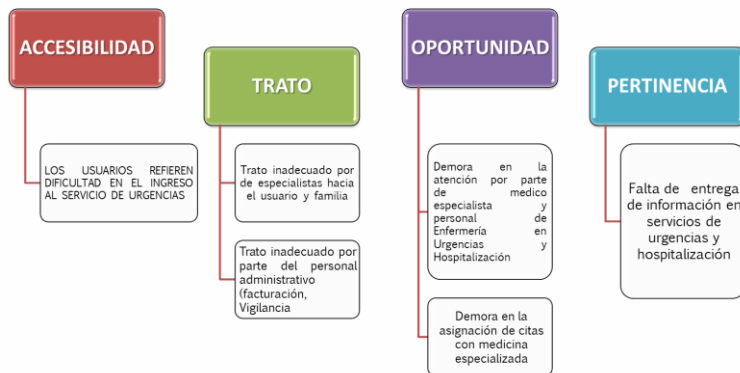 ACCESIBILIDAD
LOS USUARIOS REFIEREN
DIFICULTAD EN EL INGRESO
AL SERVICIO DE URGENCIAS
TRATO
Trato inadecuado por
de especialistas hacia
el usuario y familia
Trato inadecuado por
parte del personal
administrativo
(facturación,
Vigilancia
OPORTUNIDAD
Demora en la
atención por parte
de medico
especialista y
personal de
Enfermería en
Urgencias y
Hospitalización
Demora en la
asignación de citas
con medicina
especializada
PERTINENCIA
Falta de entrega
de información en
servicios de
urgencias y
hospitalización